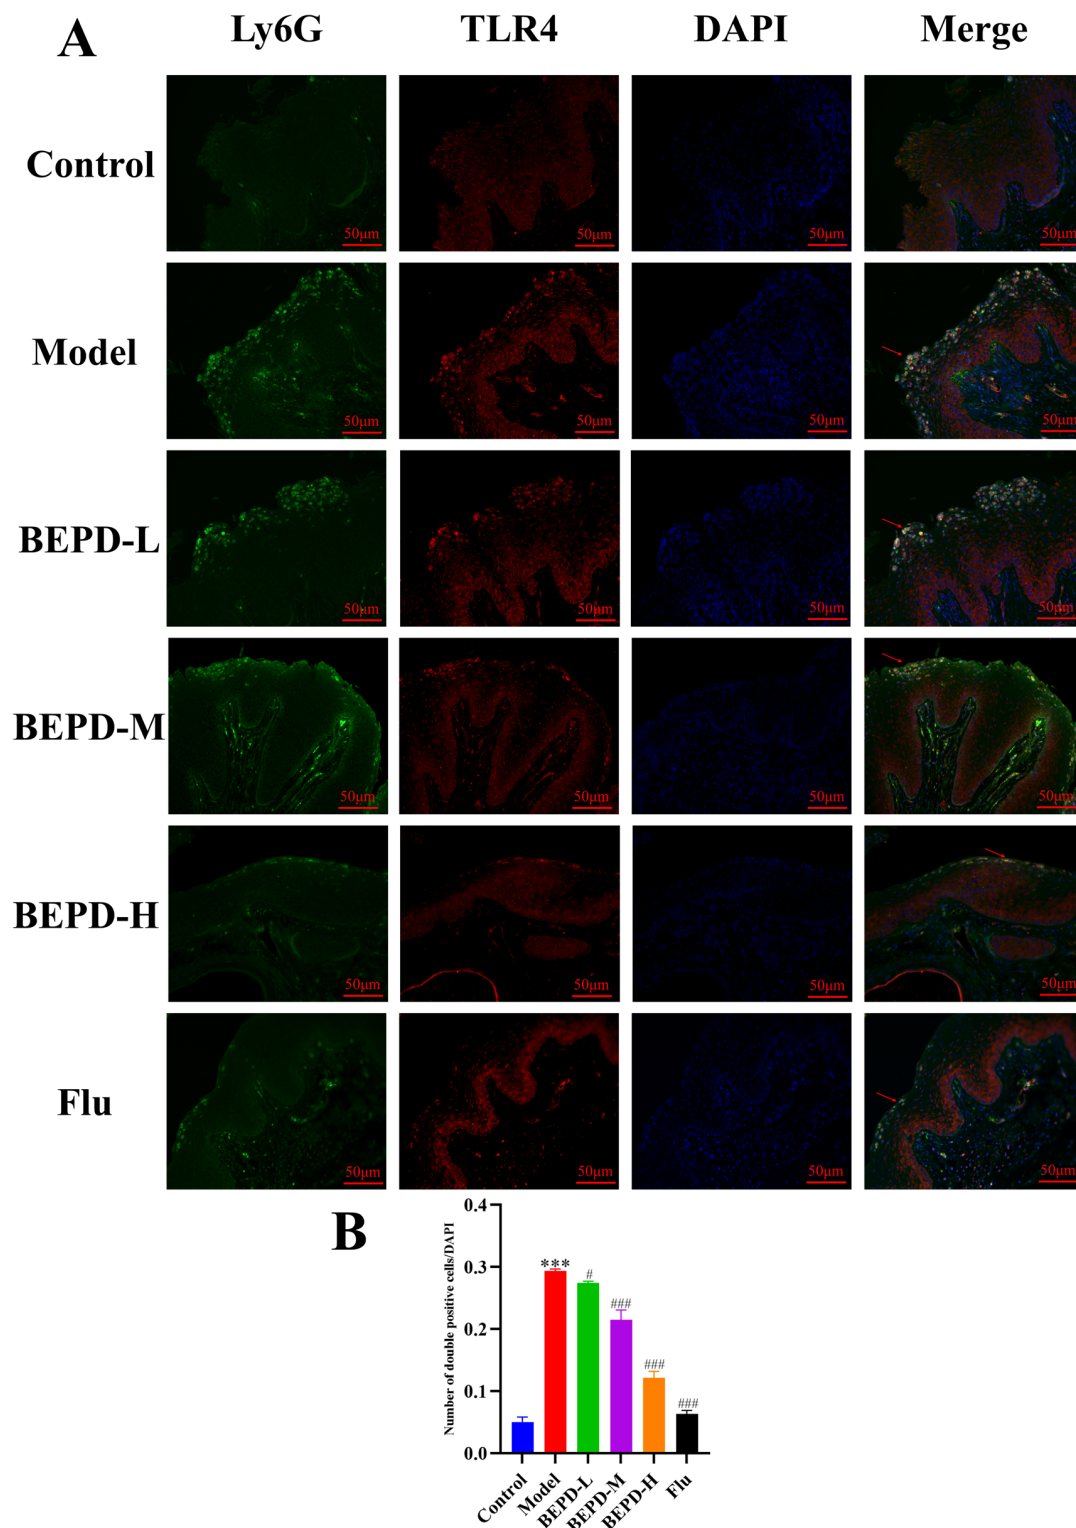 A
Ly6G TLR4 DAPI Merge
Control
50μm 50μm 50μm 50μm
Model
50μm 50μm 50μm 50μm
BEPD-L
50μm 50μm 50μm 50μm
BEPD-M
50μm 50μm 50μm 50μm
BEPD-H
50μm 50μm 50μm 50μm
Flu
50μm 50μm 50μm 50μm
B
Number of double positive cells/DAPI
0.4
0.3
0.2
0.1
0.0
*** # ### ### ###
Control Model BEPD-L BEPD-M BEPD-H Flu